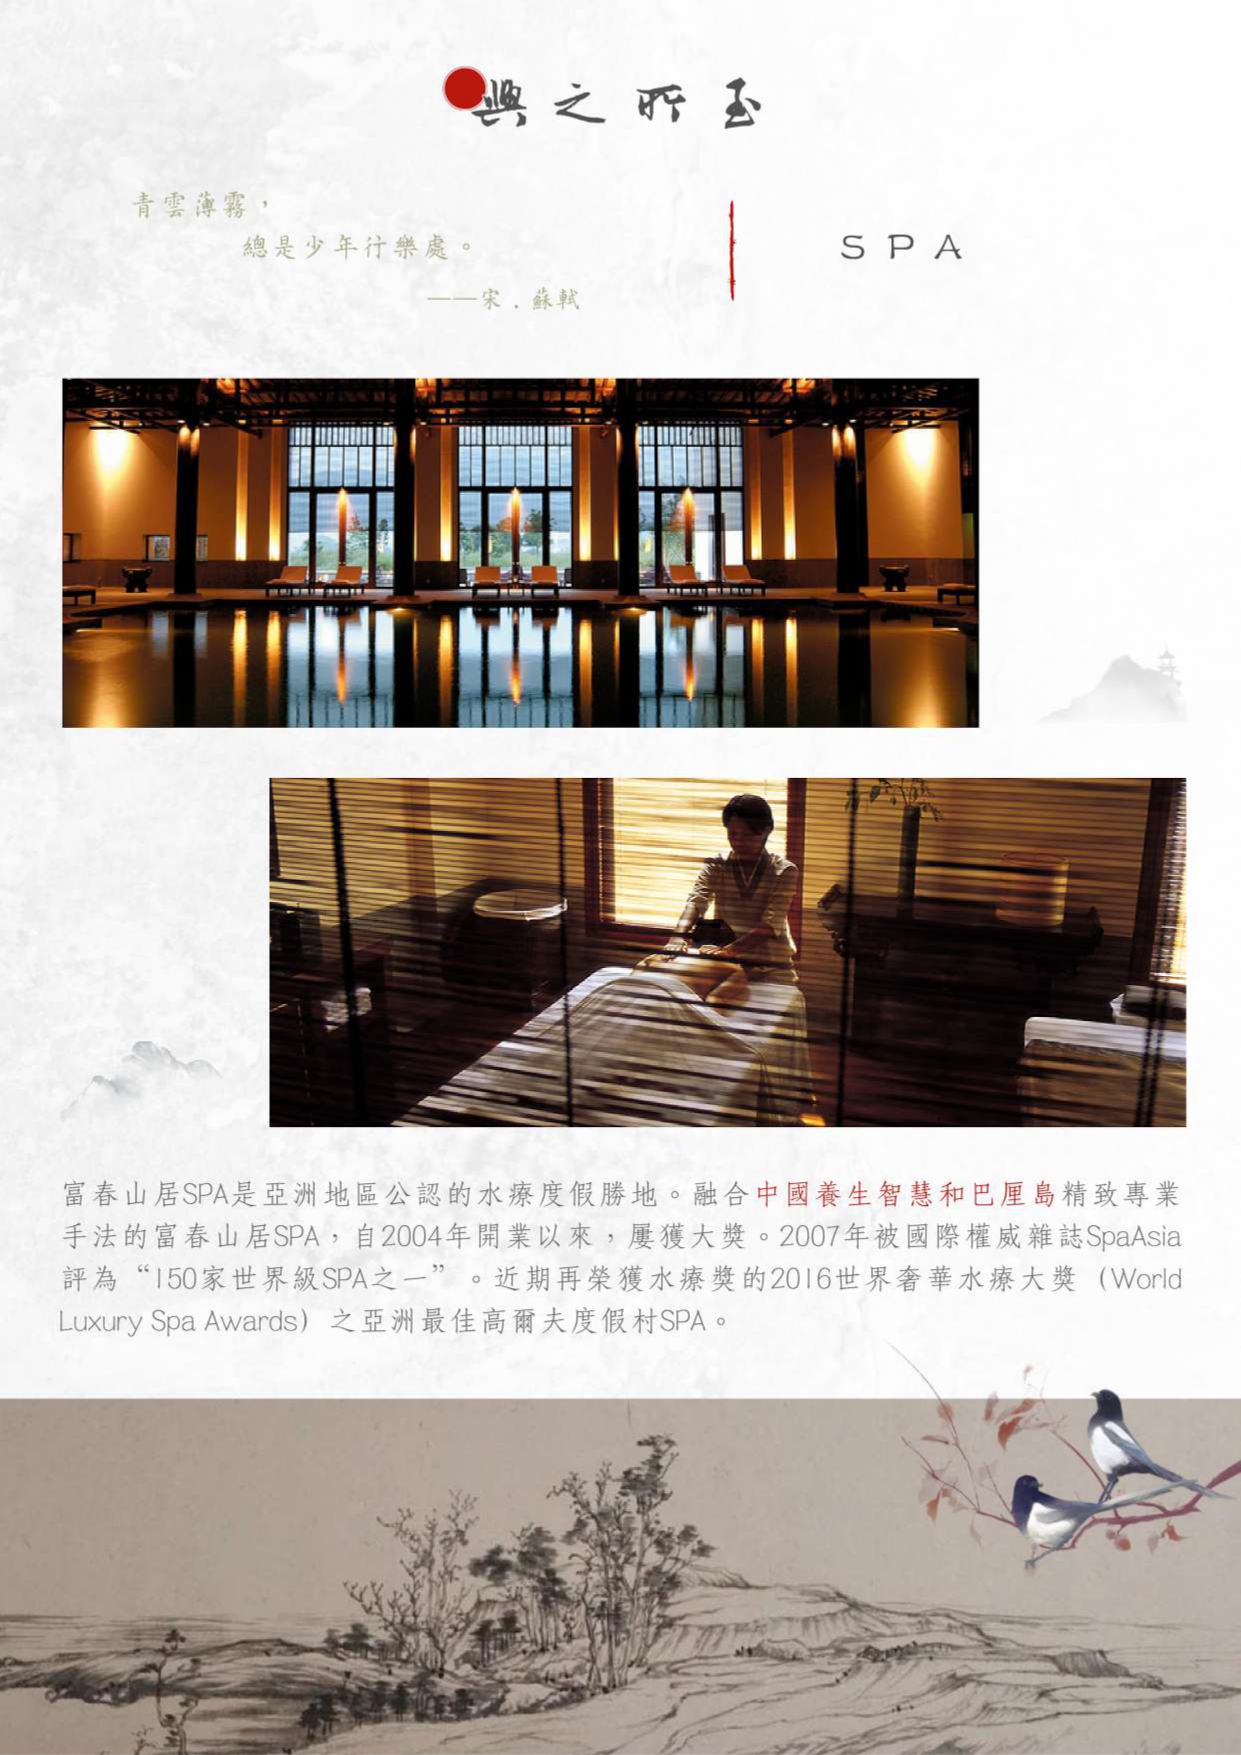 興之所至
青雲薄霧，
總是少年行樂處。
——宋．蘇軾
SPA
富春山居SPA是亞洲地區公認的水療度假勝地。融合中國養生智慧和巴厘島精致專業
手法的富春山居SPA，自2004年開業以來，屢獲大獎。2007年被國際權威雜誌SpaAsia
評為“150家世界級SPA之一”。近期再榮獲水療獎的2016世界奢華水療大獎（World
Luxury Spa Awards）之亞洲最佳高爾夫度假村SPA。